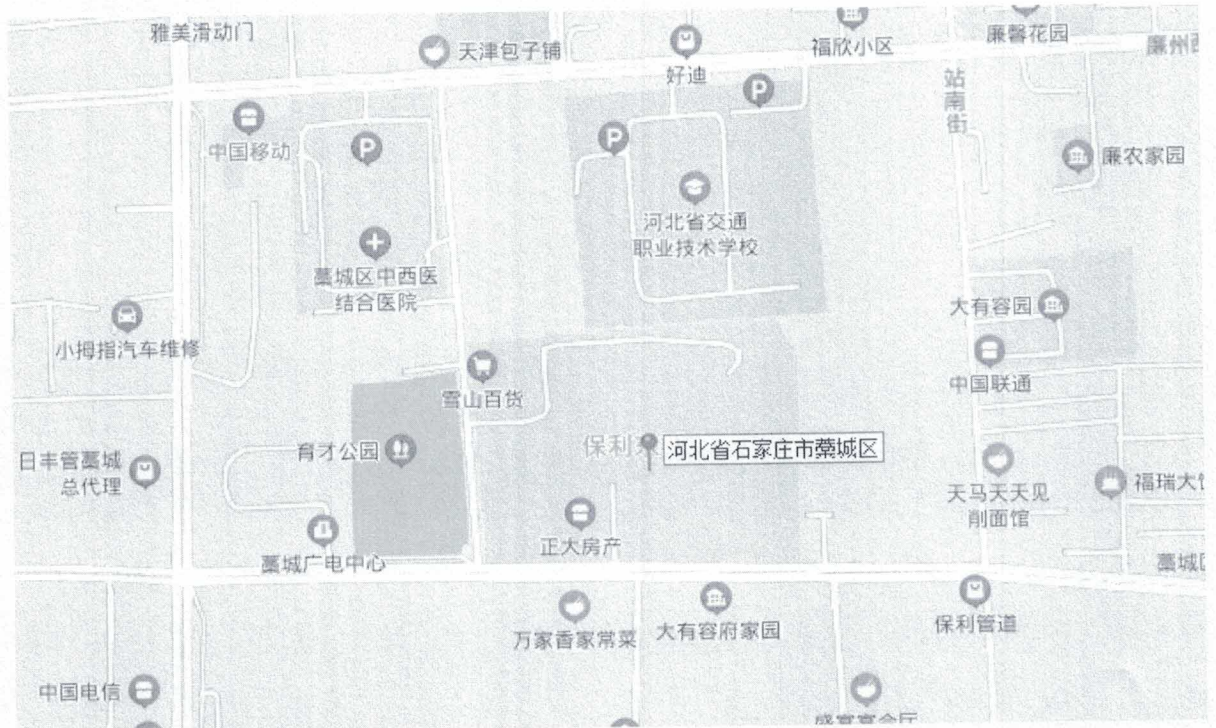 雅美滑动门
天津包子铺
好迪
福欣小区
廉馨花园
廉州西
站
南
街
中国移动
P
P
P
廉农家园
河北省交通
职业技术学校
藁城区中西医
结合医院
大有容园
小拇指汽车维修
中国联通
雪山百货
保利
河北省石家庄市藁城区
育才公园
日丰管藁城
总代理
天马天天见
削面馆
福瑞大
正大房产
藁城广电中心
藁城
万家香家常菜
大有容府家园
保利管道
中国电信
盛宴宴会厅